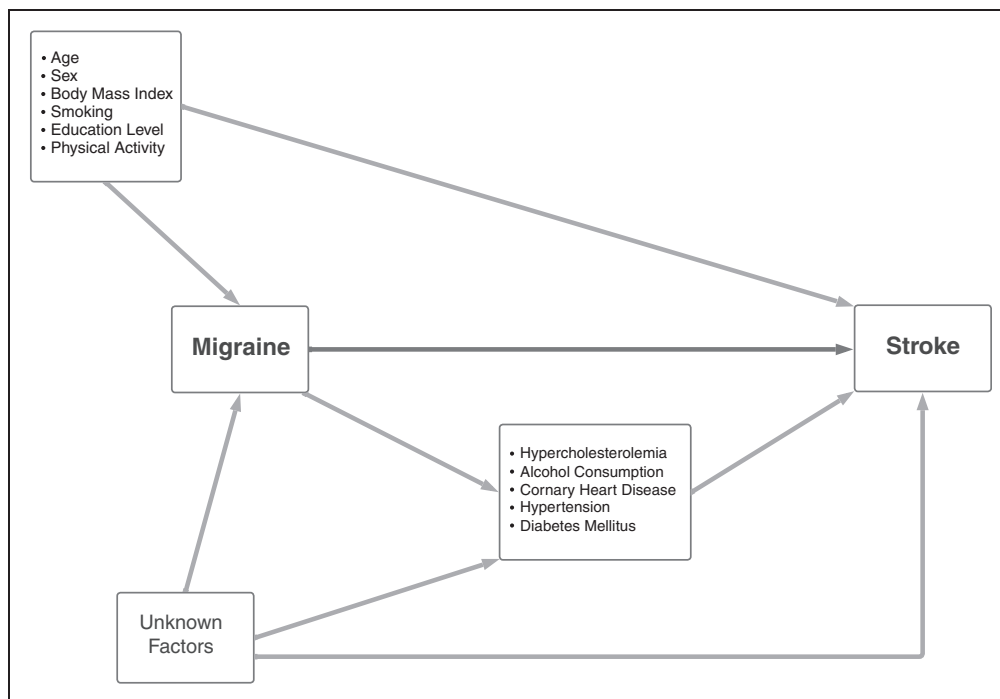 • Age
• Sex
• Body Mass Index
• Smoking
• Education Level
• Physical Activity
Migraine
Stroke
• Hypercholesterolemia
• Alcohol Consumption
• Cornary Heart Disease
• Hypertension
• Diabetes Mellitus
Unknown
Factors